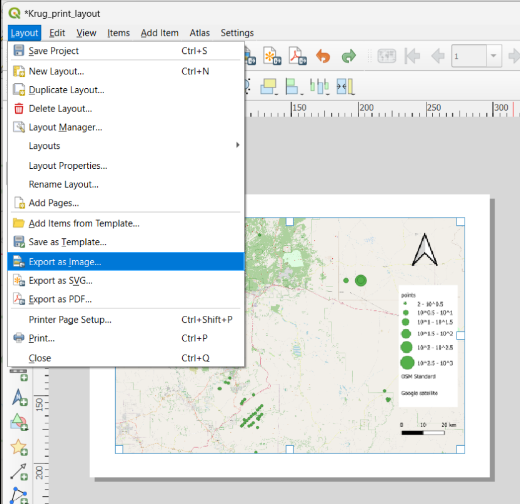 *Krug_print_layout
Layout Edit View Items Add Item Atlas Settings
Save Project Ctrl+S
New Layout... Ctrl+N
Duplicate Layout...
Delete Layout...
Layout Manager...
Layouts
Layout Properties...
Rename Layout...
Add Pages...
Add Items from Template...
Save as Template...
Export as Image...
Export as SVG...
Export as PDF...
Printer Page Setup... Ctrl+Shift+P
Print... Ctrl+P
Close Ctrl+Q
1
150 200 250 300
150
200
points
2 - 10^0.5
10^0.5 - 10^1
10^1 - 10^1.5
10^1.5 - 10^2
10^2 - 10^2.5
10^2.5 - 10^3
OSM Standard
Google satellite
0 10 20 km